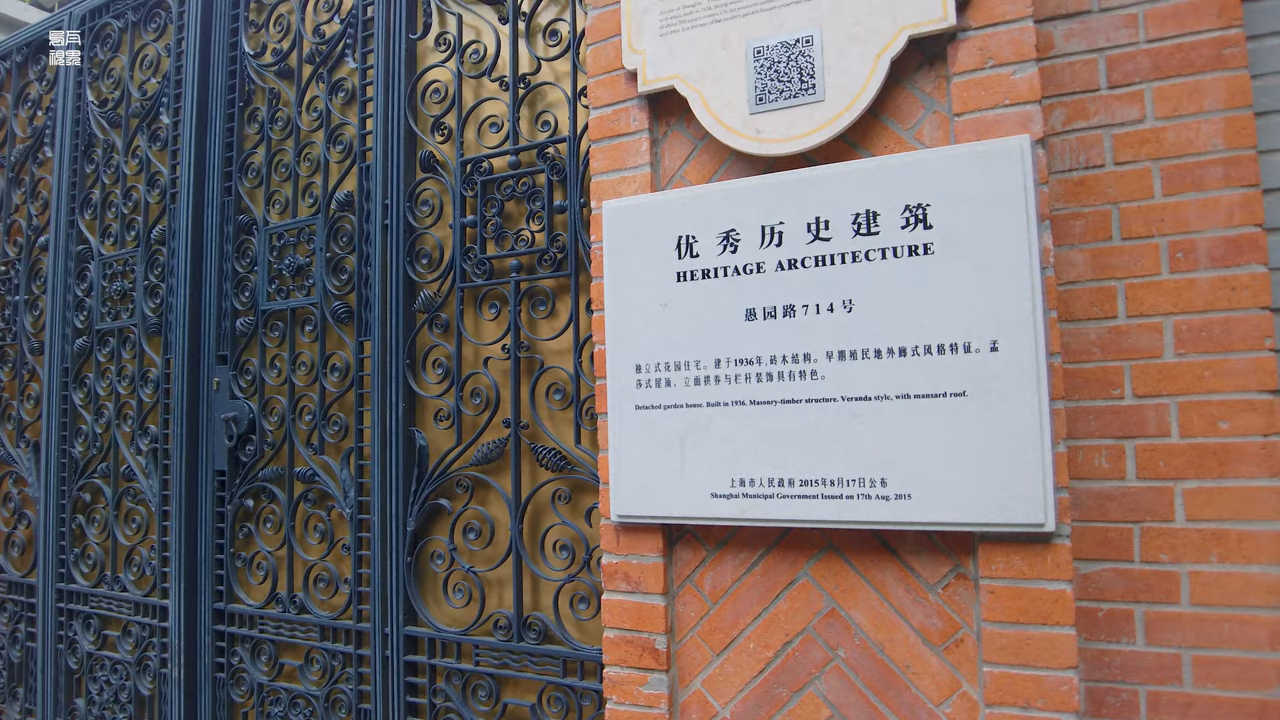 优秀历史建筑
HERITAGE ARCHITECTURE
愚园路714号
独立式花园住宅。建于1936年,砖木结构。早期殖民地外廊式风格特征。孟
莎式屋顶，立面拱券与栏杆装饰具有特色。
Detached garden house. Built in 1936. Masonry-timber structure. Veranda style, with mansard roof.
上海市人民政府 2015年8月17日公布
Shanghai Municipal Government Issued on 17th Aug. 2015